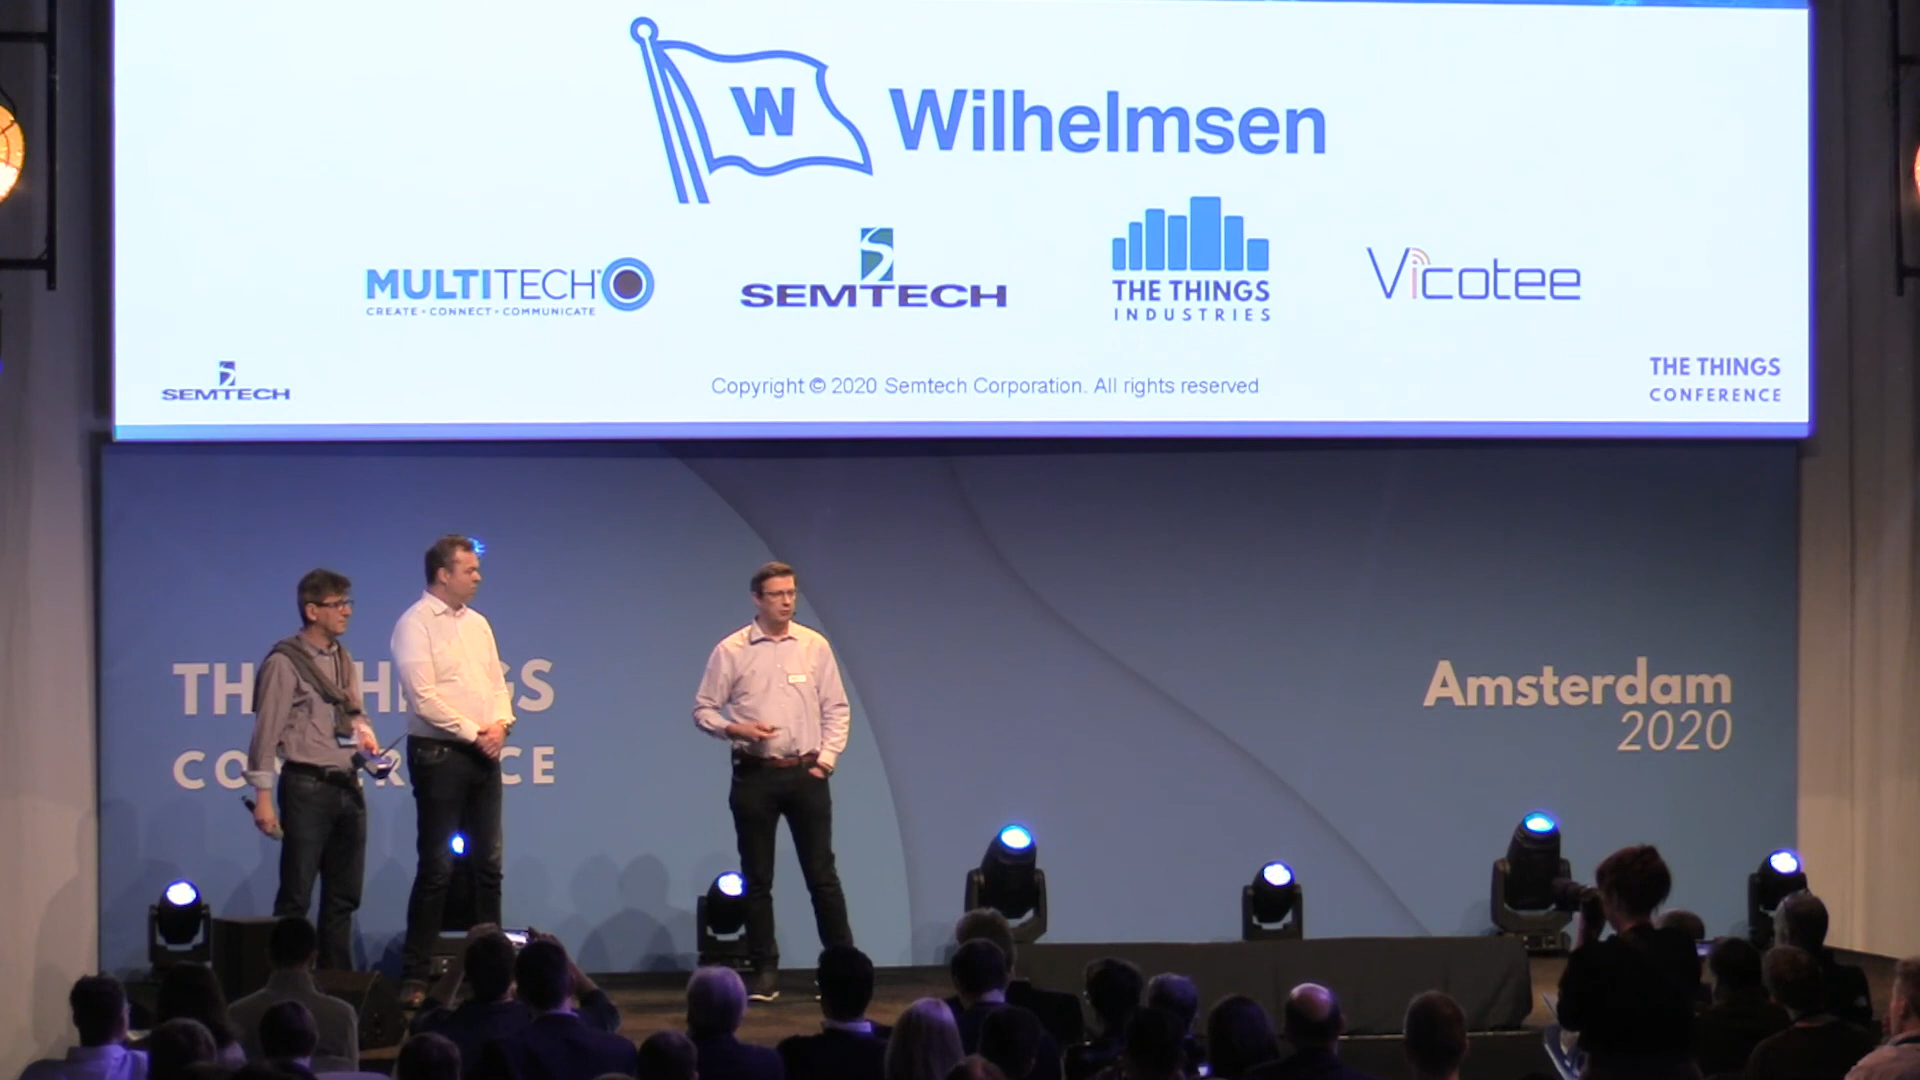 W
Wilhelmsen
MULTITECH
CREATE • CONNECT • COMMUNICATE
SEMTECH
THE THINGS
INDUSTRIES
Vicotee
SEMTECH
Copyright © 2020 Semtech Corporation. All rights reserved
THE THINGS
CONFERENCE
TH H GS
CO R CE
Amsterdam
2020